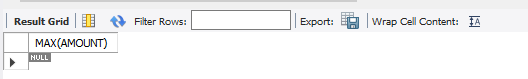 Result Grid Filter Rows: Export: Wrap Cell Content:
MAX(AMOUNT)
NULL